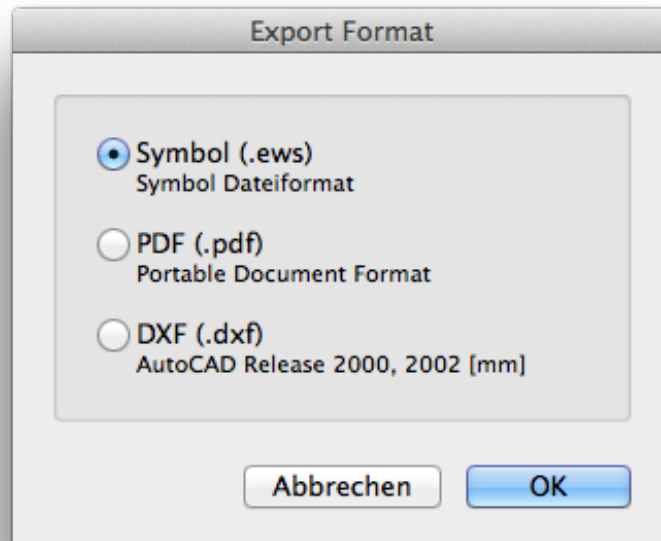 Export Format
Symbol (.ews)
Symbol Dateiformat
PDF (.pdf)
Portable Document Format
DXF (.dxf)
AutoCAD Release 2000, 2002 [mm]
Abbrechen
OK